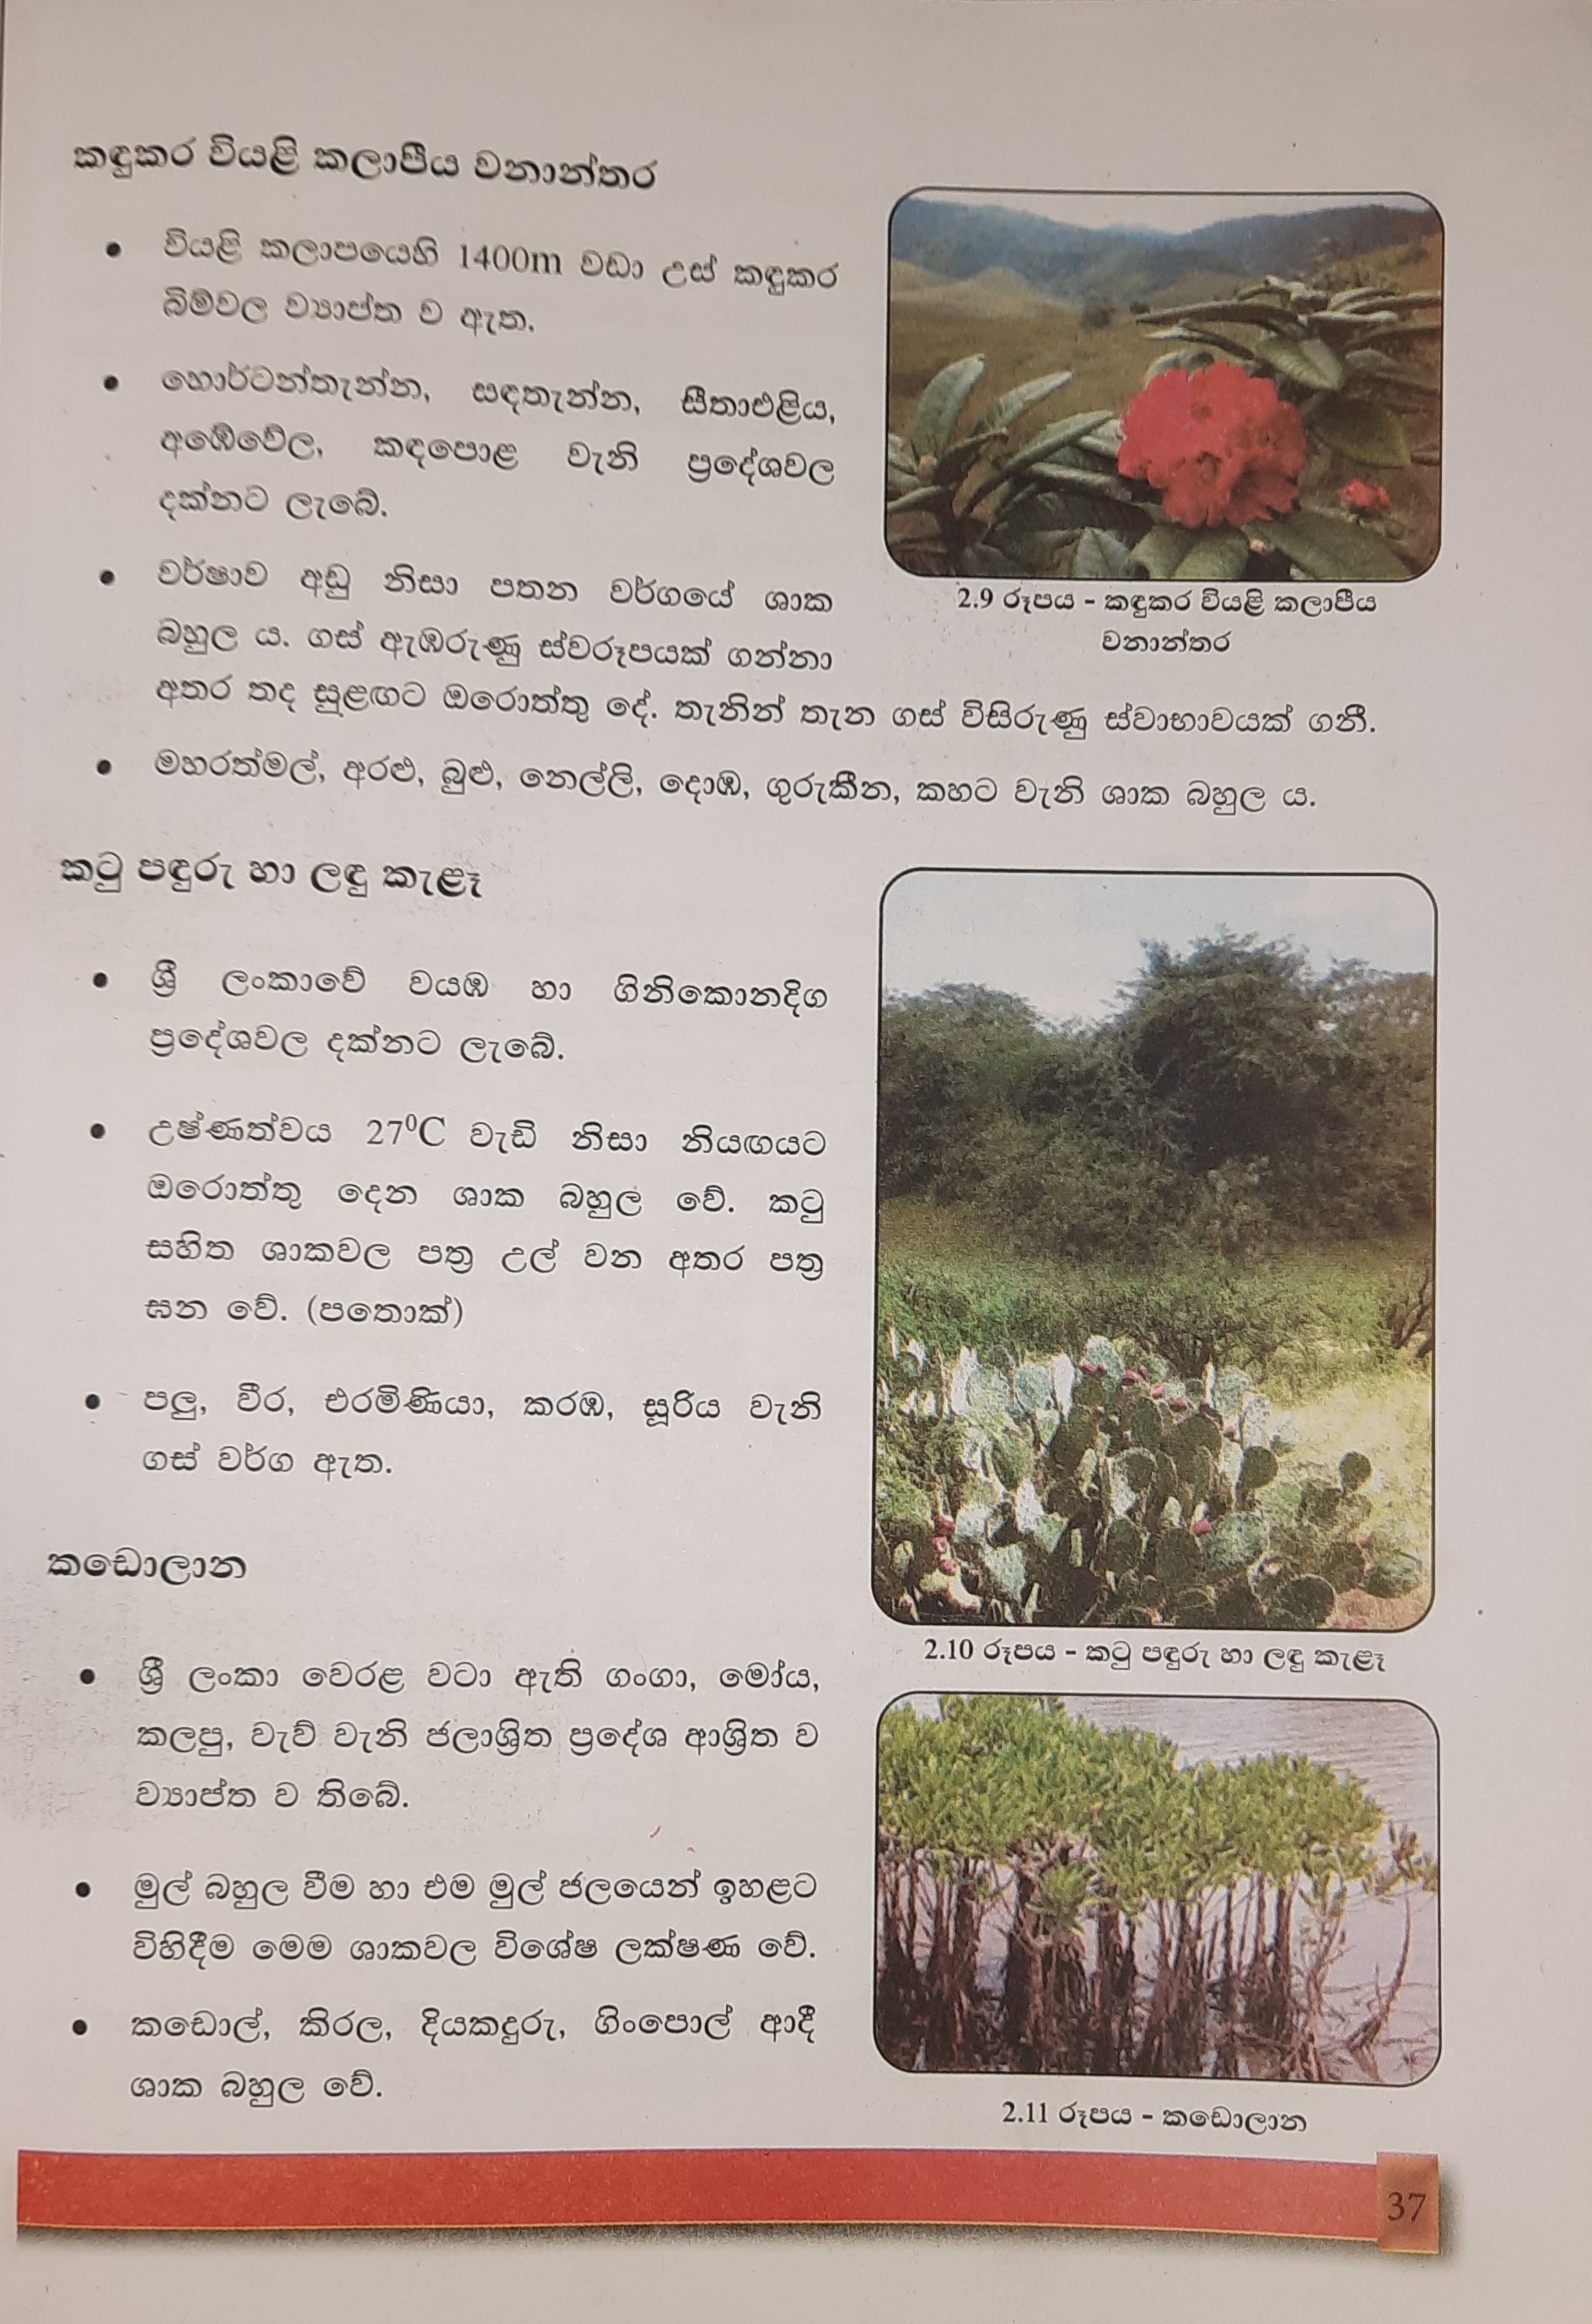 කඳුකර වියළි කලාපීය වනාන්තර
● වියළි කලාපයෙහි 1400m වඩා උස් කඳුකර
බිම්වල ව්‍යාප්ත ව ඇත.
● හොර්ටන්තැන්න, සඳතැන්න, සීතාඑළිය,
අඹේවේල, කඳපොළ වැනි ප්‍රදේශවල
දක්නට ලැබේ.
● වර්ෂාව අඩු නිසා පතන වර්ගයේ ශාක
බහුල ය. ගස් ඇඹරුණු ස්වරූපයක් ගන්නා
අතර තද සුළඟට ඔරොත්තු දේ. තැනින් තැන ගස් විසිරුණු ස්වාභාවයක් ගනී.
● මහරත්මල්, අරළු, බුළු, නෙල්ලි, දොඹ, ගුරුකීන, කහට වැනි ශාක බහුල ය.
2.9 රූපය - කඳුකර වියළි කලාපීය
වනාන්තර
කටු පඳුරු හා ලඳු කැළෑ
● ශ්‍රී ලංකාවේ වයඹ හා ගිනිකොනදිග
ප්‍රදේශවල දක්නට ලැබේ.
● උෂ්ණත්වය 27⁰C වැඩි නිසා නියඟයට
ඔරොත්තු දෙන ශාක බහුල වේ. කටු
සහිත ශාකවල පත්‍ර උල් වන අතර පත්‍ර
ඝන වේ. (පතොක්)
● පලු, වීර, එරමිණියා, කරඹ, සූරිය වැනි
ගස් වර්ග ඇත.
2.10 රූපය - කටු පඳුරු හා ලඳු කැළෑ
කඩොලාන
● ශ්‍රී ලංකා වෙරළ වටා ඇති ගංගා, මෝය,
කලපු, වැව් වැනි ජලාශ්‍රිත ප්‍රදේශ ආශ්‍රිත ව
ව්‍යාප්ත ව තිබේ.
● මුල් බහුල වීම හා එම මුල් ජලයෙන් ඉහළට
විහිදීම මෙම ශාකවල විශේෂ ලක්ෂණ වේ.
● කඩොල්, කිරල, දියකදුරු, ගිංපොල් ආදී
ශාක බහුල වේ.
2.11 රූපය - කඩොලාන
37